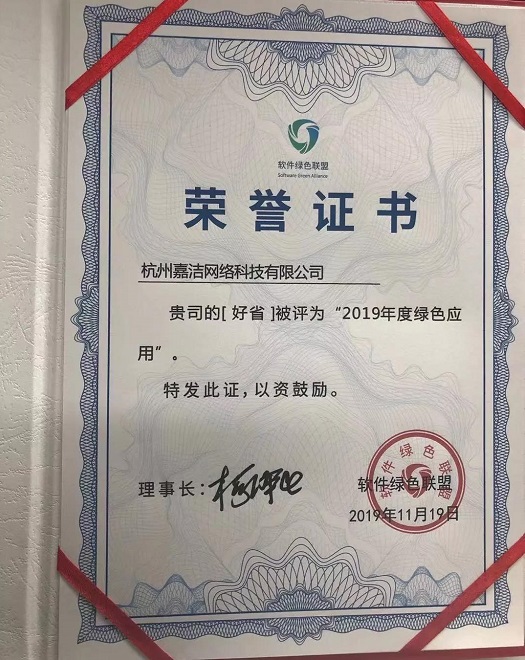 软件绿色联盟
Software Green Alliance
荣誉证书
杭州嘉洁网络科技有限公司
贵司的[ 好省 ]被评为“2019年度绿色应
用”。
特发此证，以资鼓励。
理事长：
软件绿色联盟
软件绿色联盟
2019年11月19日